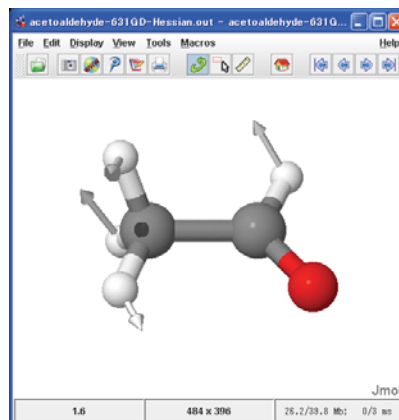 acetoaldehyde-631GD-Hessian.out - acetoaldehyde-631G...
File Edit Display View Tools Macros Help
Jmo
1.6 484 x 396 26.2/39.8 Mb; 0/3 ms